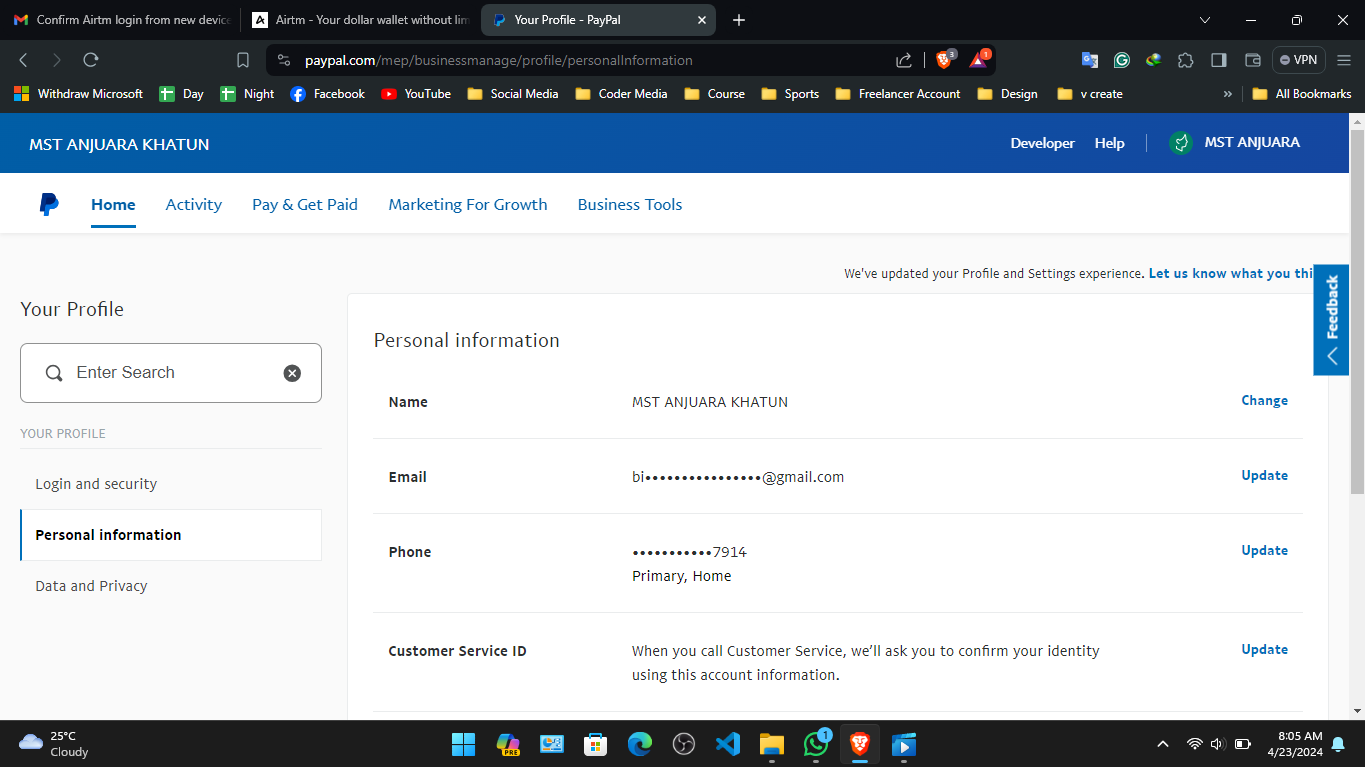 Confirm Airtm login from new device
Airtm - Your dollar wallet without lim
Your Profile - PayPal
paypal.com/mep/businessmanage/profile/personalInformation
3
1
VPN
Withdraw Microsoft
Day
Night
Facebook
YouTube
Social Media
Coder Media
Course
Sports
Freelancer Account
Design
v create
»
All Bookmarks
MST ANJUARA KHATUN
Developer
Help
MST ANJUARA
Home
Activity
Pay & Get Paid
Marketing For Growth
Business Tools
We've updated your Profile and Settings experience. Let us know what you thi
Feedback
Your Profile
Enter Search
YOUR PROFILE
Login and security
Personal information
Data and Privacy
Personal information
Name
MST ANJUARA KHATUN
Change
Email
bi••••••••••••••••@gmail.com
Update
Phone
•••••••••••7914
Primary, Home
Update
Customer Service ID
When you call Customer Service, we’ll ask you to confirm your identity
using this account information.
Update
25°C
Cloudy
PRE
1
8:05 AM
4/23/2024